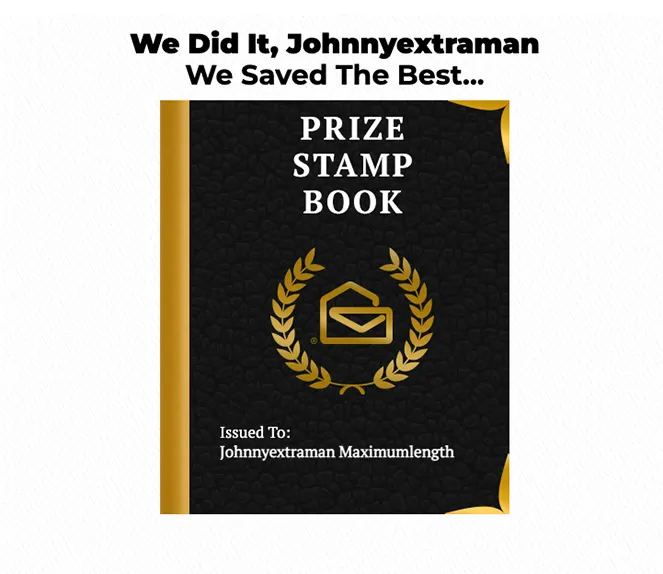 We Did It, Johnnyextraman
We Saved The Best...
PRIZE
STAMP
BOOK
®
Issued To:
Johnnyextraman Maximumlength